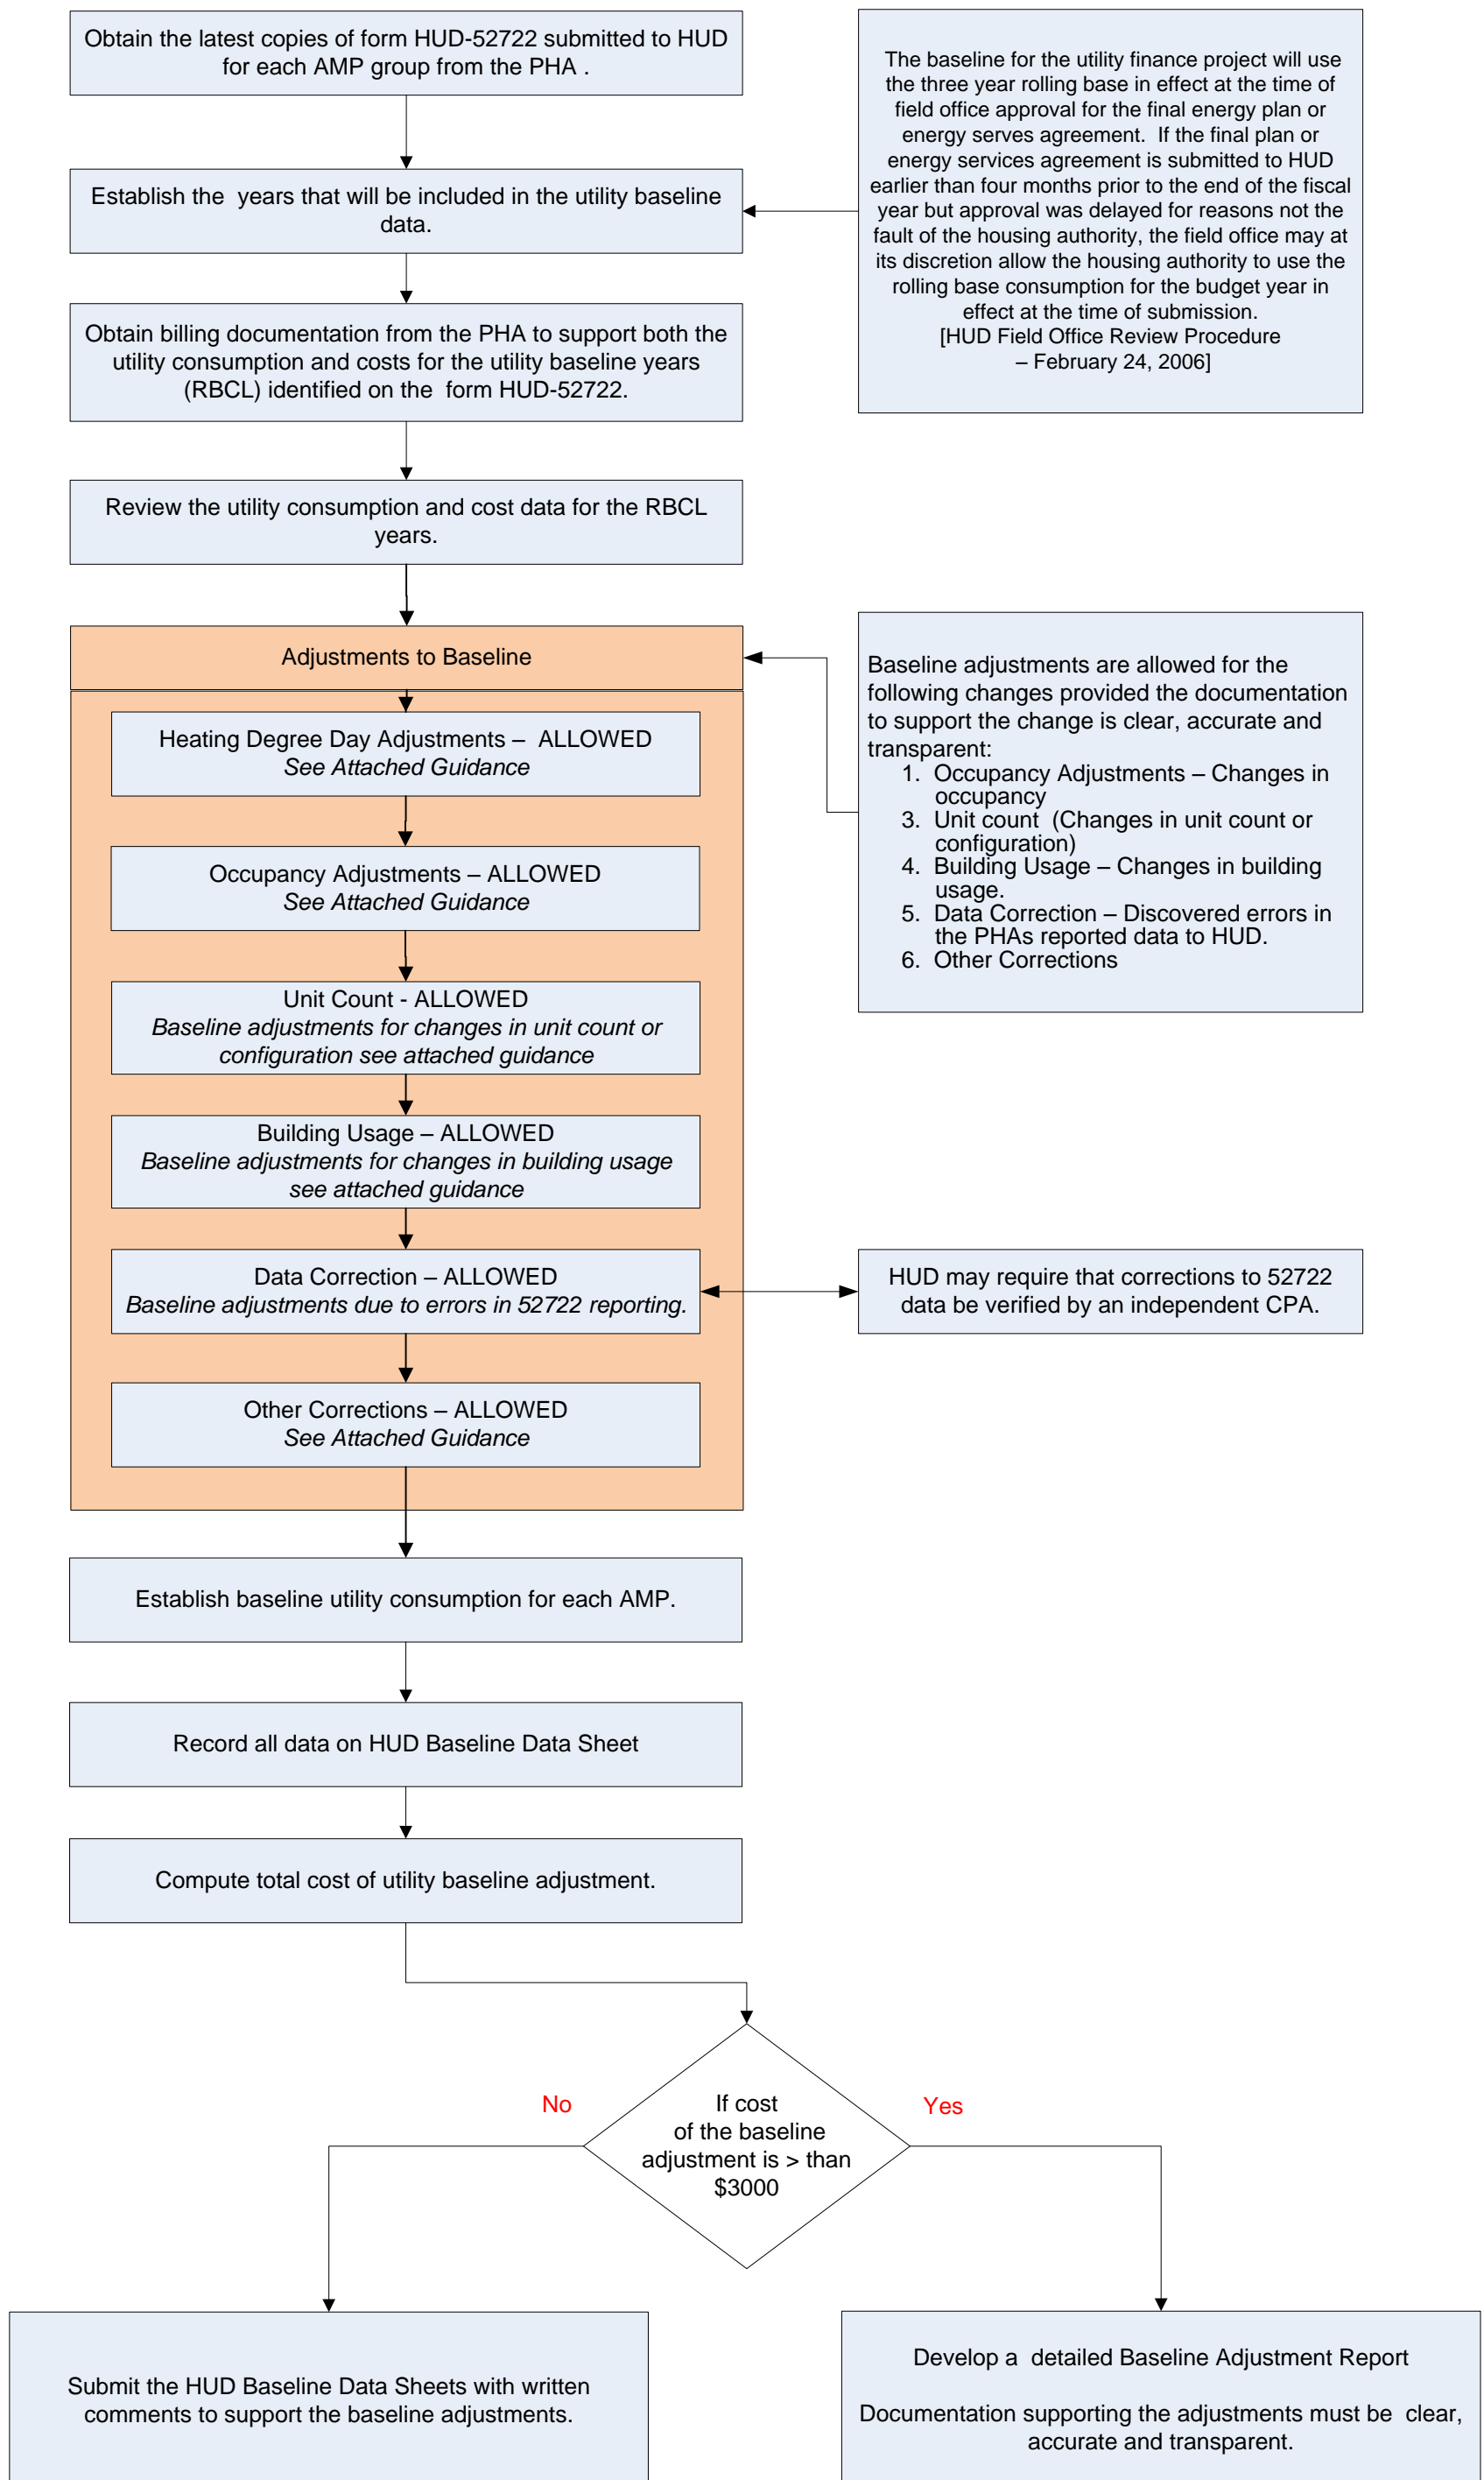 Obtain the latest copies of form HUD-52722 submitted to HUD
for each AMP group from the PHA .
The baseline for the utility finance project will use
the three year rolling base in effect at the time of
field office approval for the final energy plan or
energy serves agreement.  If the final plan or
energy services agreement is submitted to HUD
earlier than four months prior to the end of the fiscal
year but approval was delayed for reasons not the
fault of the housing authority, the field office may at
its discretion allow the housing authority to use the
rolling base consumption for the budget year in
effect at the time of submission.
[HUD Field Office Review Procedure
– February 24, 2006]
Establish the  years that will be included in the utility baseline
data.
Obtain billing documentation from the PHA to support both the
utility consumption and costs for the utility baseline years
(RBCL) identified on the  form HUD-52722.
Review the utility consumption and cost data for the RBCL
years.
Adjustments to Baseline
Baseline adjustments are allowed for the
following changes provided the documentation
to support the change is clear, accurate and
transparent:
1.  Occupancy Adjustments – Changes in
occupancy
3.  Unit count  (Changes in unit count or
configuration)
4.  Building Usage – Changes in building
usage.
5.  Data Correction – Discovered errors in
the PHAs reported data to HUD.
6.  Other Corrections
Heating Degree Day Adjustments –  ALLOWED
See Attached Guidance
Occupancy Adjustments – ALLOWED
See Attached Guidance
Unit Count - ALLOWED
Baseline adjustments for changes in unit count or
configuration see attached guidance
Building Usage – ALLOWED
Baseline adjustments for changes in building usage
see attached guidance
Data Correction – ALLOWED
Baseline adjustments due to errors in 52722 reporting.
HUD may require that corrections to 52722
data be verified by an independent CPA.
Other Corrections – ALLOWED
See Attached Guidance
Establish baseline utility consumption for each AMP.
Record all data on HUD Baseline Data Sheet
Compute total cost of utility baseline adjustment.
If cost
of the baseline
adjustment is > than
$3000
No
Yes
Submit the HUD Baseline Data Sheets with written
comments to support the baseline adjustments.
Develop a  detailed Baseline Adjustment Report
Documentation supporting the adjustments must be  clear,
accurate and transparent.